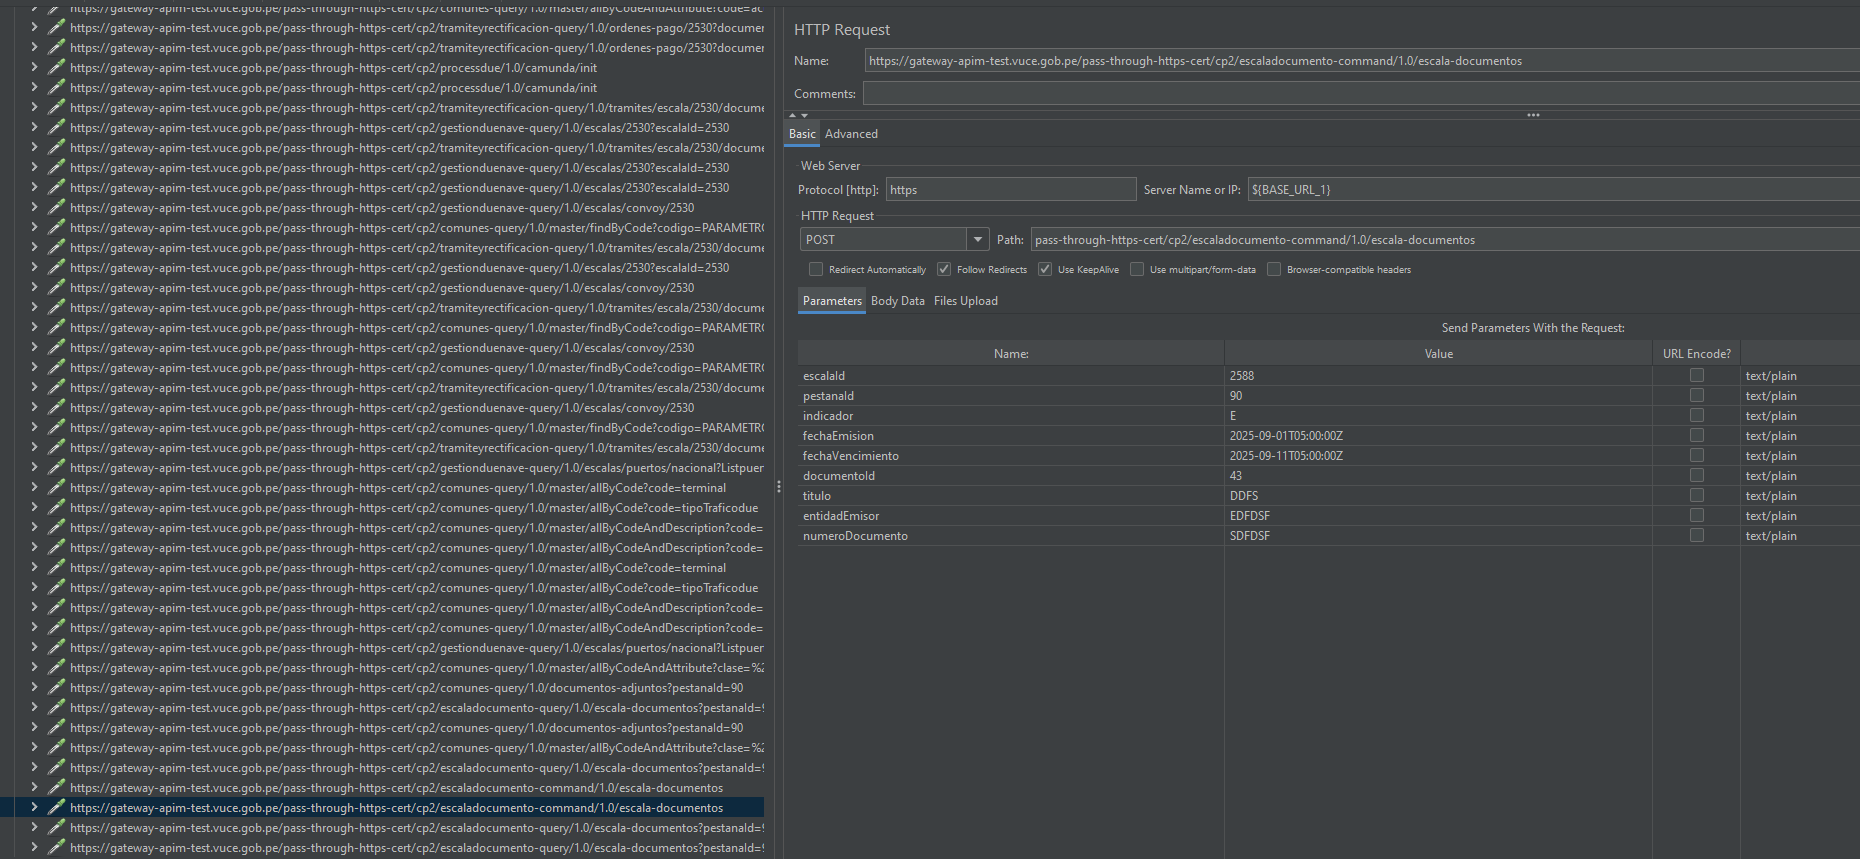 https://gateway-apim-test.vuce.gob.pe/pass-through-https-cert/cp2/comunes-query/1.0/master/allByCodeAndAttribute?code=ac
https://gateway-apim-test.vuce.gob.pe/pass-through-https-cert/cp2/tramiteyrectificacion-query/1.0/ordenes-pago/2530?documer
https://gateway-apim-test.vuce.gob.pe/pass-through-https-cert/cp2/tramiteyrectificacion-query/1.0/ordenes-pago/2530?documer
https://gateway-apim-test.vuce.gob.pe/pass-through-https-cert/cp2/processdue/1.0/camunda/init
https://gateway-apim-test.vuce.gob.pe/pass-through-https-cert/cp2/processdue/1.0/camunda/init
https://gateway-apim-test.vuce.gob.pe/pass-through-https-cert/cp2/tramiteyrectificacion-query/1.0/tramites/escala/2530/docume
https://gateway-apim-test.vuce.gob.pe/pass-through-https-cert/cp2/gestionduenave-query/1.0/escalas/2530?escalaId=2530
https://gateway-apim-test.vuce.gob.pe/pass-through-https-cert/cp2/tramiteyrectificacion-query/1.0/tramites/escala/2530/docume
https://gateway-apim-test.vuce.gob.pe/pass-through-https-cert/cp2/gestionduenave-query/1.0/escalas/2530?escalaId=2530
https://gateway-apim-test.vuce.gob.pe/pass-through-https-cert/cp2/gestionduenave-query/1.0/escalas/2530?escalaId=2530
https://gateway-apim-test.vuce.gob.pe/pass-through-https-cert/cp2/gestionduenave-query/1.0/escalas/convoy/2530
https://gateway-apim-test.vuce.gob.pe/pass-through-https-cert/cp2/comunes-query/1.0/master/findByCode?codigo=PARAMETRO
https://gateway-apim-test.vuce.gob.pe/pass-through-https-cert/cp2/tramiteyrectificacion-query/1.0/tramites/escala/2530/docume
https://gateway-apim-test.vuce.gob.pe/pass-through-https-cert/cp2/gestionduenave-query/1.0/escalas/2530?escalaId=2530
https://gateway-apim-test.vuce.gob.pe/pass-through-https-cert/cp2/gestionduenave-query/1.0/escalas/convoy/2530
https://gateway-apim-test.vuce.gob.pe/pass-through-https-cert/cp2/tramiteyrectificacion-query/1.0/tramites/escala/2530/docume
https://gateway-apim-test.vuce.gob.pe/pass-through-https-cert/cp2/comunes-query/1.0/master/findByCode?codigo=PARAMETRO
https://gateway-apim-test.vuce.gob.pe/pass-through-https-cert/cp2/gestionduenave-query/1.0/escalas/convoy/2530
https://gateway-apim-test.vuce.gob.pe/pass-through-https-cert/cp2/comunes-query/1.0/master/findByCode?codigo=PARAMETRO
https://gateway-apim-test.vuce.gob.pe/pass-through-https-cert/cp2/tramiteyrectificacion-query/1.0/tramites/escala/2530/docume
https://gateway-apim-test.vuce.gob.pe/pass-through-https-cert/cp2/gestionduenave-query/1.0/escalas/convoy/2530
https://gateway-apim-test.vuce.gob.pe/pass-through-https-cert/cp2/comunes-query/1.0/master/findByCode?codigo=PARAMETRO
https://gateway-apim-test.vuce.gob.pe/pass-through-https-cert/cp2/tramiteyrectificacion-query/1.0/tramites/escala/2530/docume
https://gateway-apim-test.vuce.gob.pe/pass-through-https-cert/cp2/gestionduenave-query/1.0/escalas/puertos/nacional?Listpuer
https://gateway-apim-test.vuce.gob.pe/pass-through-https-cert/cp2/comunes-query/1.0/master/allByCode?code=terminal
https://gateway-apim-test.vuce.gob.pe/pass-through-https-cert/cp2/comunes-query/1.0/master/allByCode?code=tipoTraficodue
https://gateway-apim-test.vuce.gob.pe/pass-through-https-cert/cp2/comunes-query/1.0/master/allByCodeAndDescription?code=
https://gateway-apim-test.vuce.gob.pe/pass-through-https-cert/cp2/comunes-query/1.0/master/allByCodeAndDescription?code=
https://gateway-apim-test.vuce.gob.pe/pass-through-https-cert/cp2/comunes-query/1.0/master/allByCode?code=terminal
https://gateway-apim-test.vuce.gob.pe/pass-through-https-cert/cp2/comunes-query/1.0/master/allByCode?code=tipoTraficodue
https://gateway-apim-test.vuce.gob.pe/pass-through-https-cert/cp2/comunes-query/1.0/master/allByCodeAndDescription?code=
https://gateway-apim-test.vuce.gob.pe/pass-through-https-cert/cp2/comunes-query/1.0/master/allByCodeAndDescription?code=
https://gateway-apim-test.vuce.gob.pe/pass-through-https-cert/cp2/gestionduenave-query/1.0/escalas/puertos/nacional?Listpuer
https://gateway-apim-test.vuce.gob.pe/pass-through-https-cert/cp2/comunes-query/1.0/master/allByCodeAndAttribute?clase=%2
https://gateway-apim-test.vuce.gob.pe/pass-through-https-cert/cp2/comunes-query/1.0/documentos-adjuntos?pestanaId=90
https://gateway-apim-test.vuce.gob.pe/pass-through-https-cert/cp2/escaladocumento-query/1.0/escala-documentos?pestanaId=9
https://gateway-apim-test.vuce.gob.pe/pass-through-https-cert/cp2/comunes-query/1.0/documentos-adjuntos?pestanaId=90
https://gateway-apim-test.vuce.gob.pe/pass-through-https-cert/cp2/comunes-query/1.0/master/allByCodeAndAttribute?clase=%2
https://gateway-apim-test.vuce.gob.pe/pass-through-https-cert/cp2/escaladocumento-query/1.0/escala-documentos?pestanaId=9
https://gateway-apim-test.vuce.gob.pe/pass-through-https-cert/cp2/escaladocumento-command/1.0/escala-documentos
https://gateway-apim-test.vuce.gob.pe/pass-through-https-cert/cp2/escaladocumento-command/1.0/escala-documentos
https://gateway-apim-test.vuce.gob.pe/pass-through-https-cert/cp2/escaladocumento-query/1.0/escala-documentos?pestanaId=9
https://gateway-apim-test.vuce.gob.pe/pass-through-https-cert/cp2/escaladocumento-query/1.0/escala-documentos?pestanaId=9
HTTP Request
Name: https://gateway-apim-test.vuce.gob.pe/pass-through-https-cert/cp2/escaladocumento-command/1.0/escala-documentos
Comments:
Basic Advanced
Web Server
Protocol [http]: https Server Name or IP: ${BASE_URL_1}
HTTP Request
POST Path: pass-through-https-cert/cp2/escaladocumento-command/1.0/escala-documentos
Redirect Automatically Follow Redirects Use KeepAlive Use multipart/form-data Browser-compatible headers
Parameters Body Data Files Upload
Send Parameters With the Request:
Name: Value URL Encode?
escalaId 2588 text/plain
pestanaId 90 text/plain
indicador E text/plain
fechaEmision 2025-09-01T05:00:00Z text/plain
fechaVencimiento 2025-09-11T05:00:00Z text/plain
documentoId 43 text/plain
titulo DDFS text/plain
entidadEmisor EDFDSF text/plain
numeroDocumento SDFDSF text/plain